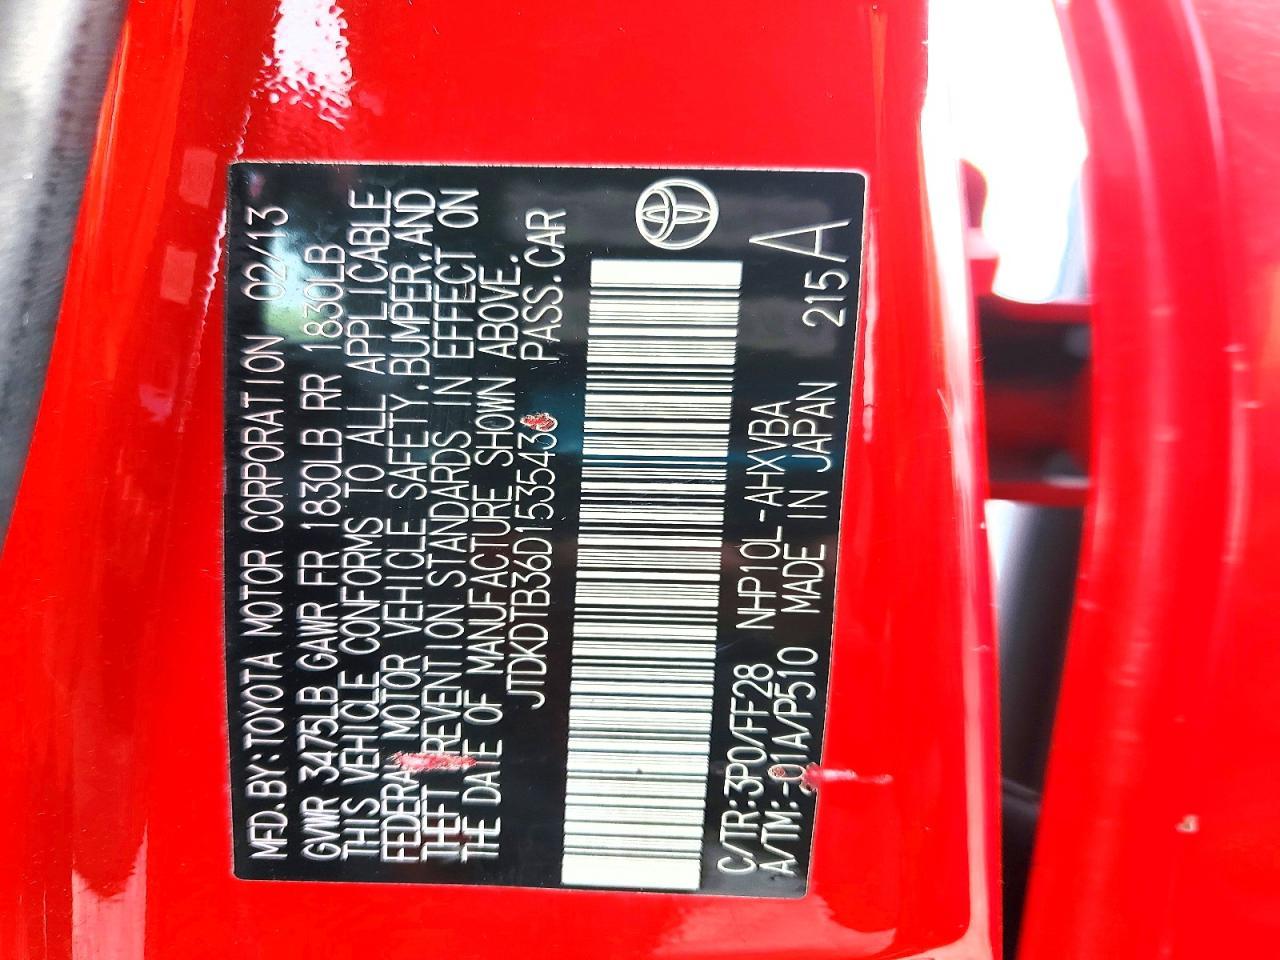 MFD.BY:TOYOTA MOTOR CORPORATION 02/13
GVWR 3475LB GAWR FR 1830LB RR 1830LB
THIS VEHICLE CONFORMS TO ALL APPLICABLE
FEDERAL MOTOR VEHICLE SAFETY,BUMPER,AND
THEFT PREVENTION STANDARDS IN EFFECT ON
THE DATE OF MANUFACTURE SHOWN ABOVE.
JTDKDTB36D1535436 PASS.CAR
C/TR:3P0/FF28 NHP10L-AHXVBA
A/TM:-01A/P510 MADE IN JAPAN 215A